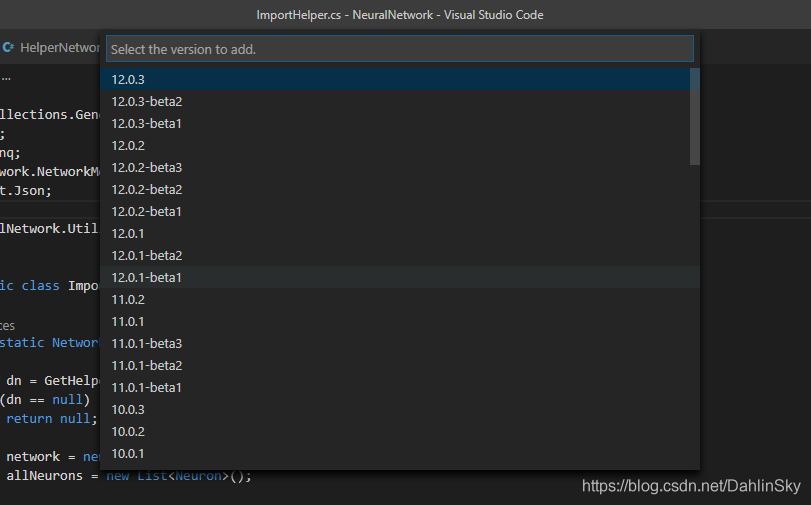 ImportHelper.cs - NeuralNetwork - Visual Studio Code
C# HelperNetwor
Select the version to add.
...
12.0.3
12.0.3-beta2
llections.Gen
12.0.3-beta1
;
12.0.2
nq;
12.0.2-beta3
work.NetworkM
12.0.2-beta2
t.Json;
12.0.2-beta1
lNetwork.Util
12.0.1
12.0.1-beta2
12.0.1-beta1
ic class Impo
11.0.2
11.0.1
ces
static Networ
11.0.1-beta3
11.0.1-beta2
dn = GetHelp
11.0.1-beta1
(dn == null)
10.0.3
return null;
10.0.2
network = new
10.0.1
allNeurons = new List<Neuron>();
https://blog.csdn.net/DahlinSky